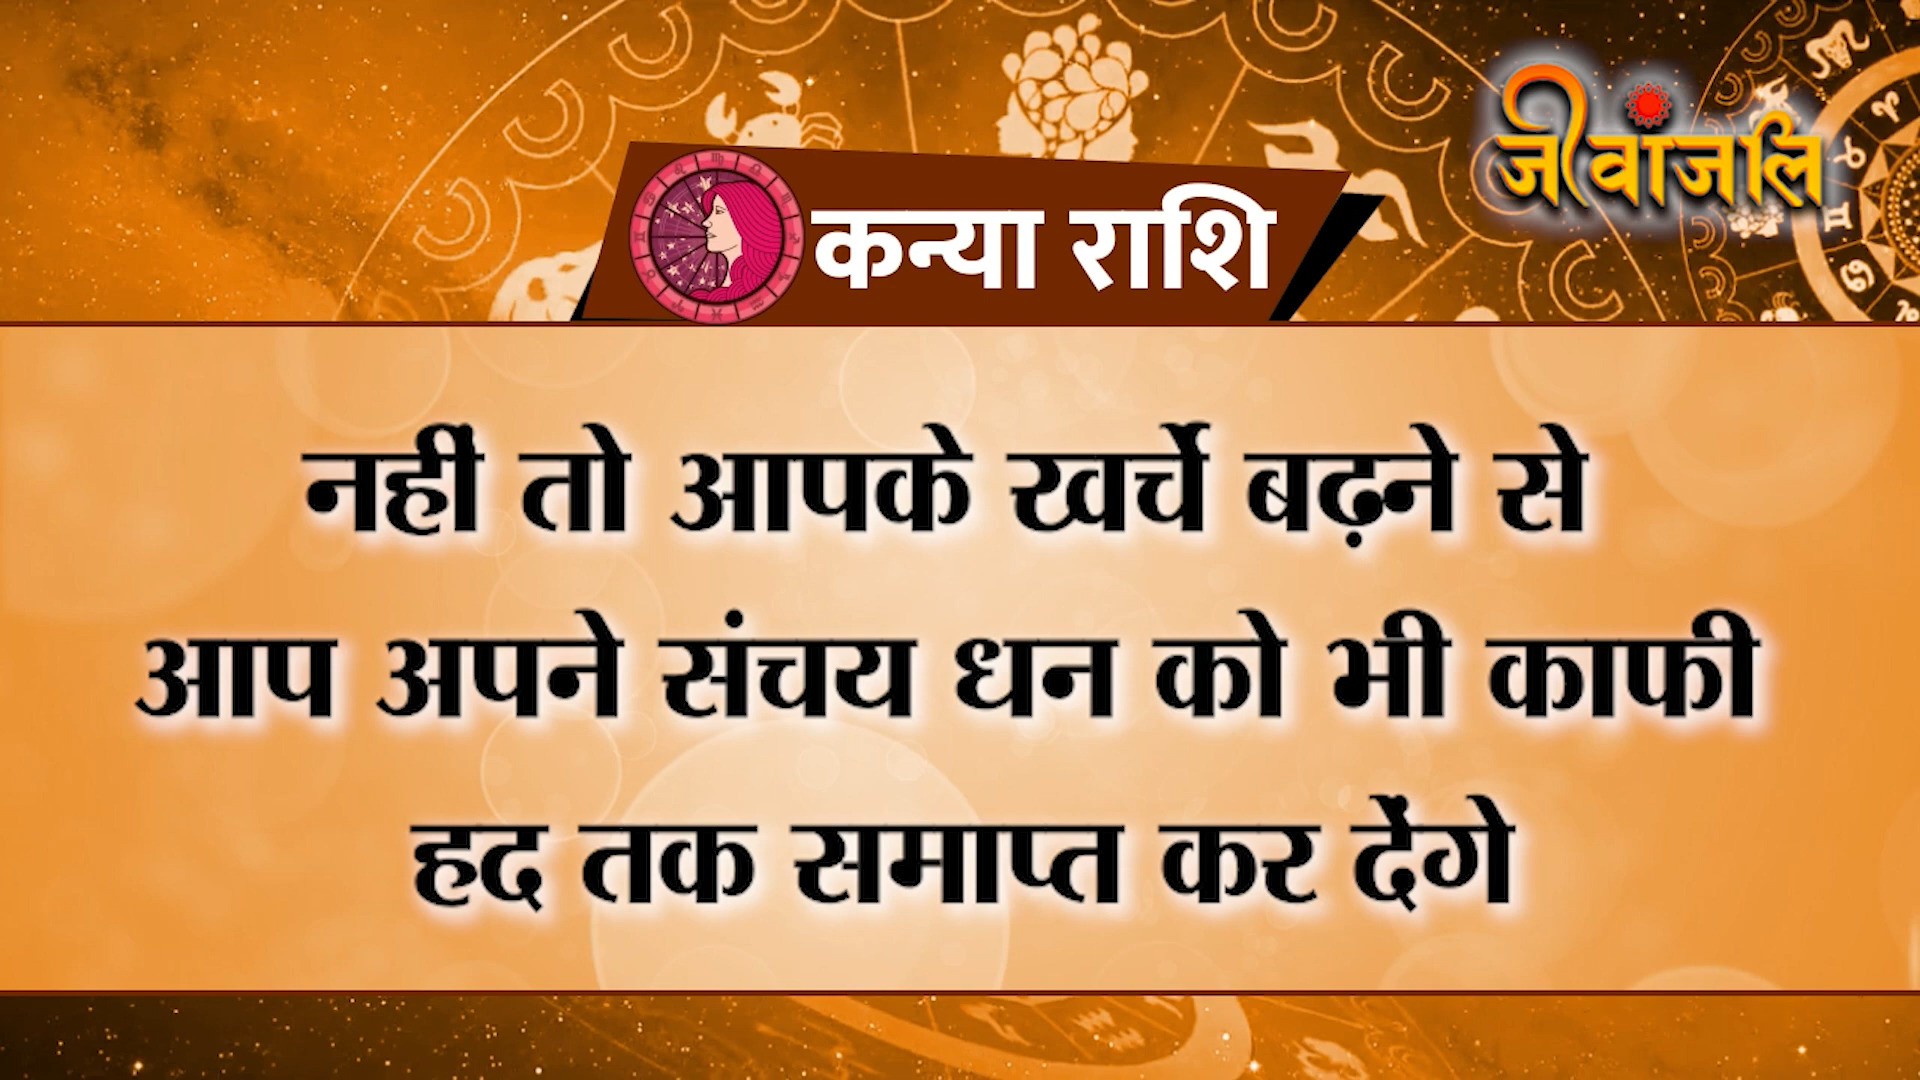 जीवांजलि
कन्या राशि
नहीं तो आपके खर्चे बढ़ने से
आप अपने संचय धन को भी काफी
हद तक समाप्त कर देंगे